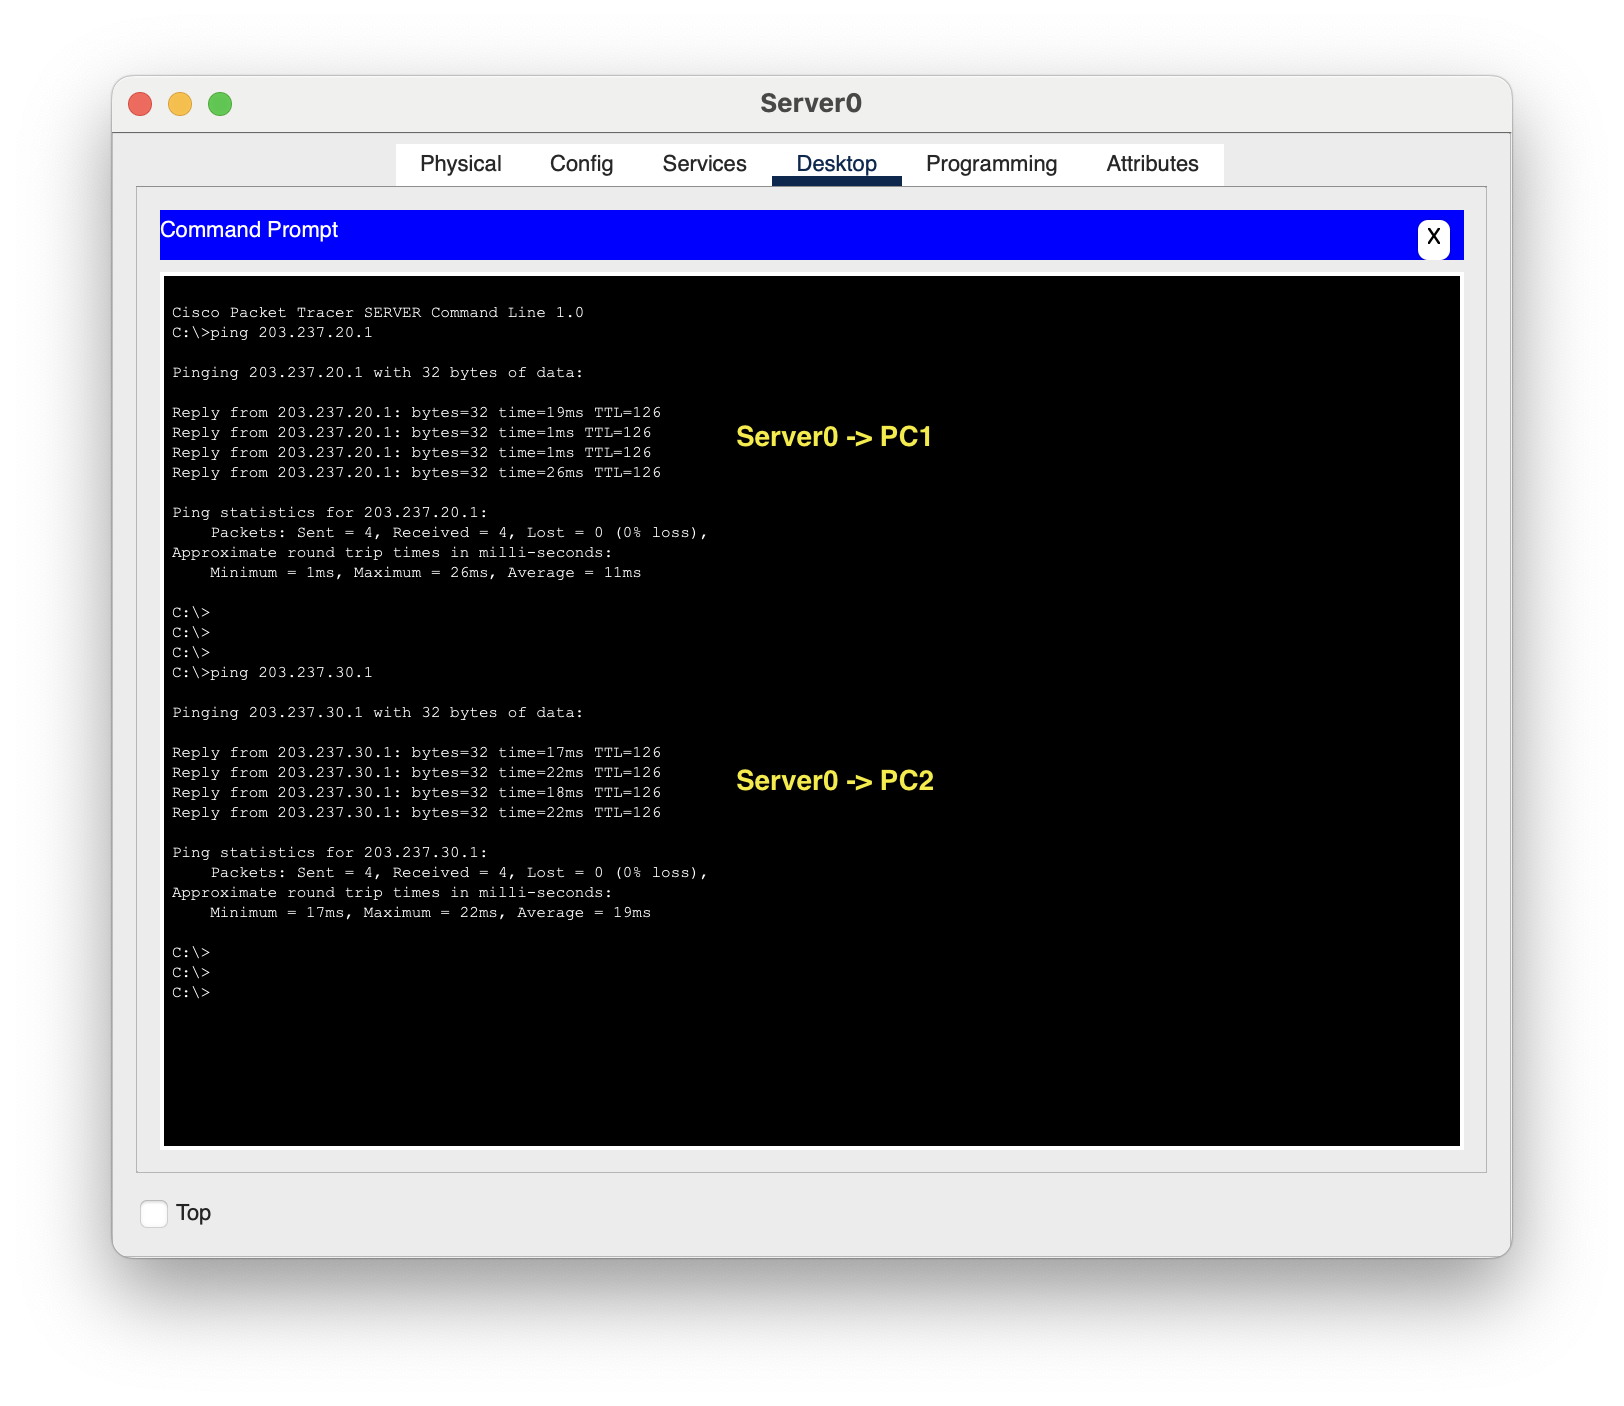 Server0
Physical Config Services Desktop Programming Attributes
Command Prompt
X
Cisco Packet Tracer SERVER Command Line 1.0
C:\>ping 203.237.20.1
Pinging 203.237.20.1 with 32 bytes of data:
Reply from 203.237.20.1: bytes=32 time=19ms TTL=126
Reply from 203.237.20.1: bytes=32 time=1ms TTL=126
Reply from 203.237.20.1: bytes=32 time=1ms TTL=126
Reply from 203.237.20.1: bytes=32 time=26ms TTL=126
Server0 -> PC1
Ping statistics for 203.237.20.1:
    Packets: Sent = 4, Received = 4, Lost = 0 (0% loss),
Approximate round trip times in milli-seconds:
    Minimum = 1ms, Maximum = 26ms, Average = 11ms
C:\>
C:\>
C:\>
C:\>ping 203.237.30.1
Pinging 203.237.30.1 with 32 bytes of data:
Reply from 203.237.30.1: bytes=32 time=17ms TTL=126
Reply from 203.237.30.1: bytes=32 time=22ms TTL=126
Reply from 203.237.30.1: bytes=32 time=18ms TTL=126
Reply from 203.237.30.1: bytes=32 time=22ms TTL=126
Server0 -> PC2
Ping statistics for 203.237.30.1:
    Packets: Sent = 4, Received = 4, Lost = 0 (0% loss),
Approximate round trip times in milli-seconds:
    Minimum = 17ms, Maximum = 22ms, Average = 19ms
C:\>
C:\>
C:\>
Top